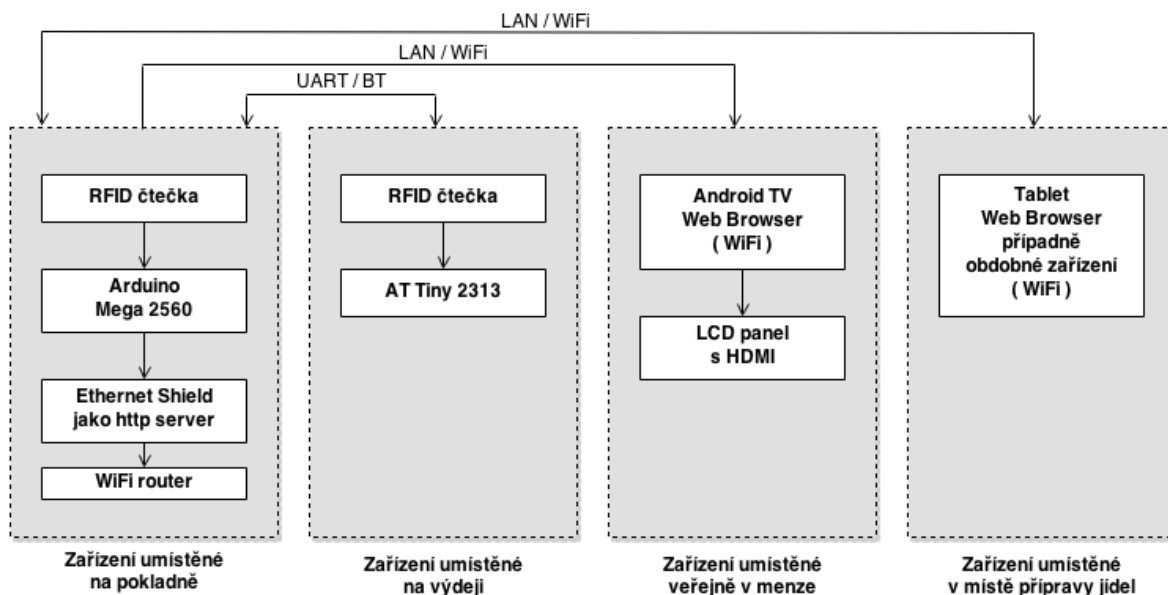 LAN / WiFi
LAN / WiFi
UART / BT
RFID čtečka
Arduino
Mega 2560
Ethernet Shield
jako http server
WiFi router
Zařízení umístěné
na pokladně
RFID čtečka
AT Tiny 2313
Zařízení umístěné
na výdeji
Android TV
Web Browser
( WiFi )
LCD panel
s HDMI
Zařízení umístěné
veřejně v menze
Tablet
Web Browser
případně
obdobné zařízení
( WiFi )
Zařízení umístěné
v místě přípravy jídel